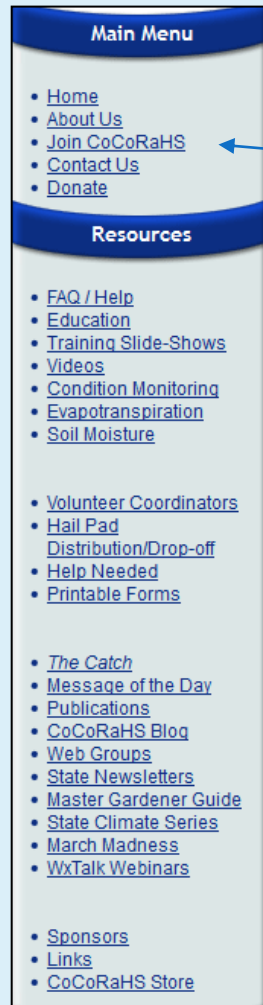 Main Menu
• Home
• About Us
• Join CoCoRaHS
• Contact Us
• Donate
Resources
• FAQ / Help
• Education
• Training Slide-Shows
• Videos
• Condition Monitoring
• Evapotranspiration
• Soil Moisture
• Volunteer Coordinators
• Hail Pad
Distribution/Drop-off
• Help Needed
• Printable Forms
• The Catch
• Message of the Day
• Publications
• CoCoRaHS Blog
• Web Groups
• State Newsletters
• Master Gardener Guide
• State Climate Series
• March Madness
• WxTalk Webinars
• Sponsors
• Links
• CoCoRaHS Store